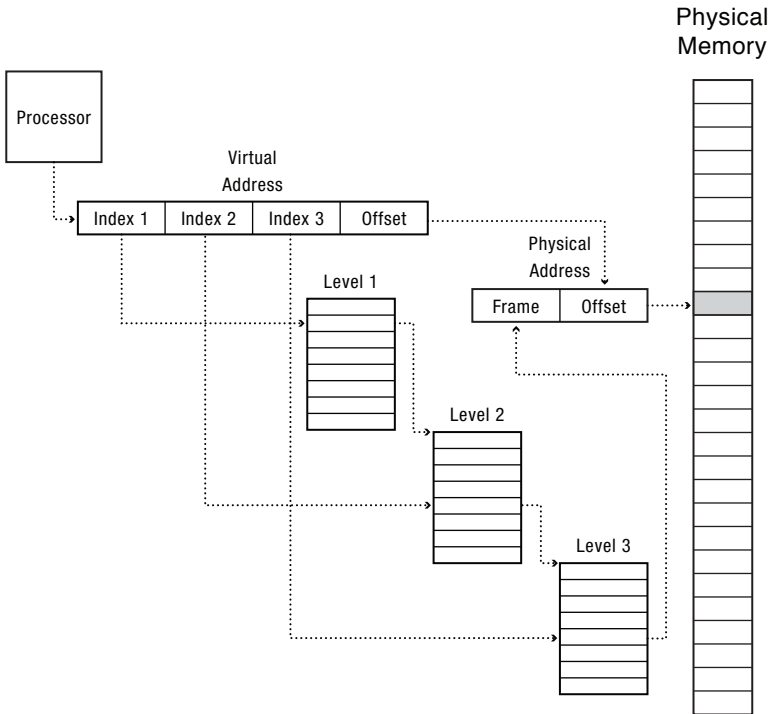 Physical
Memory
Processor
Virtual
Address
Index 1
Index 2
Index 3
Offset
Physical
Address
Level 1
Frame
Offset
Level 2
Level 3